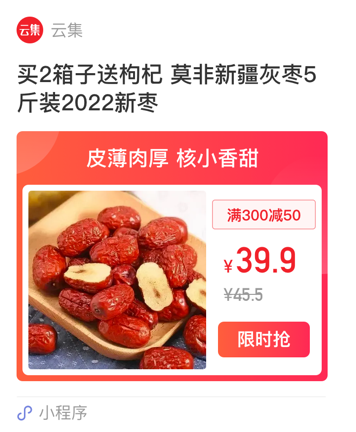 云集 云集
买2箱子送枸杞 莫非新疆灰枣5
斤装2022新枣
皮薄肉厚 核小香甜
满300减50
¥39.9
¥45.5
限时抢
小程序